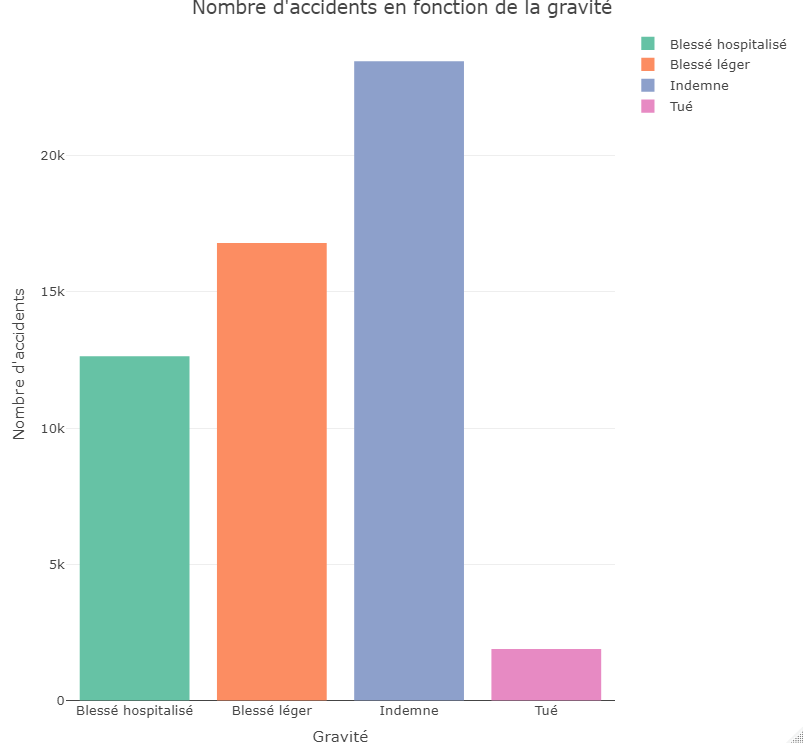 Nombre d'accidents en fonction de la gravité
Blessé hospitalisé
Blessé léger
Indemne
Tué
20k
15k
10k
5k
0
Nombre d'accidents
Blessé hospitalisé
Blessé léger
Indemne
Tué
Gravité